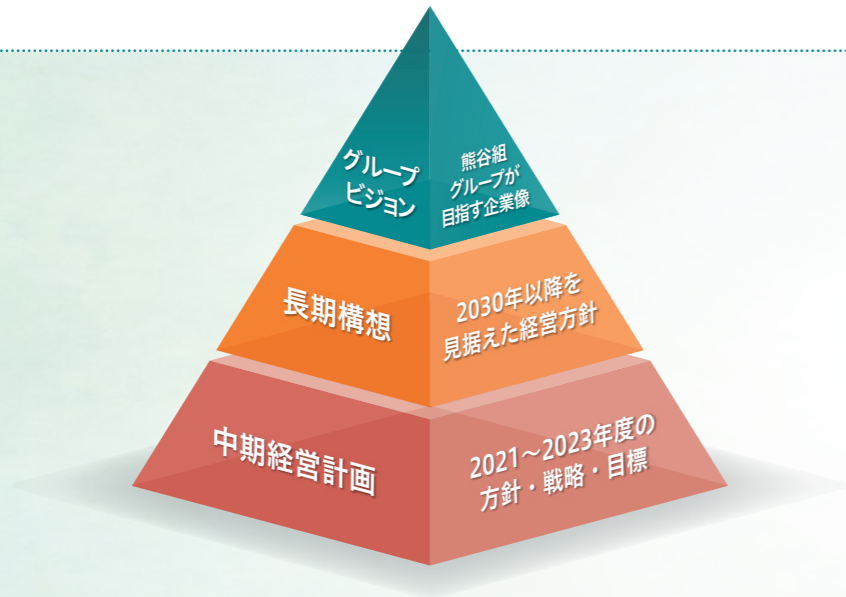 グループ
ビジョン
熊谷組
グループが
目指す企業像
長期構想
2030年以降を
見据えた経営方針
中期経営計画
2021～2023年度の
方針・戦略・目標